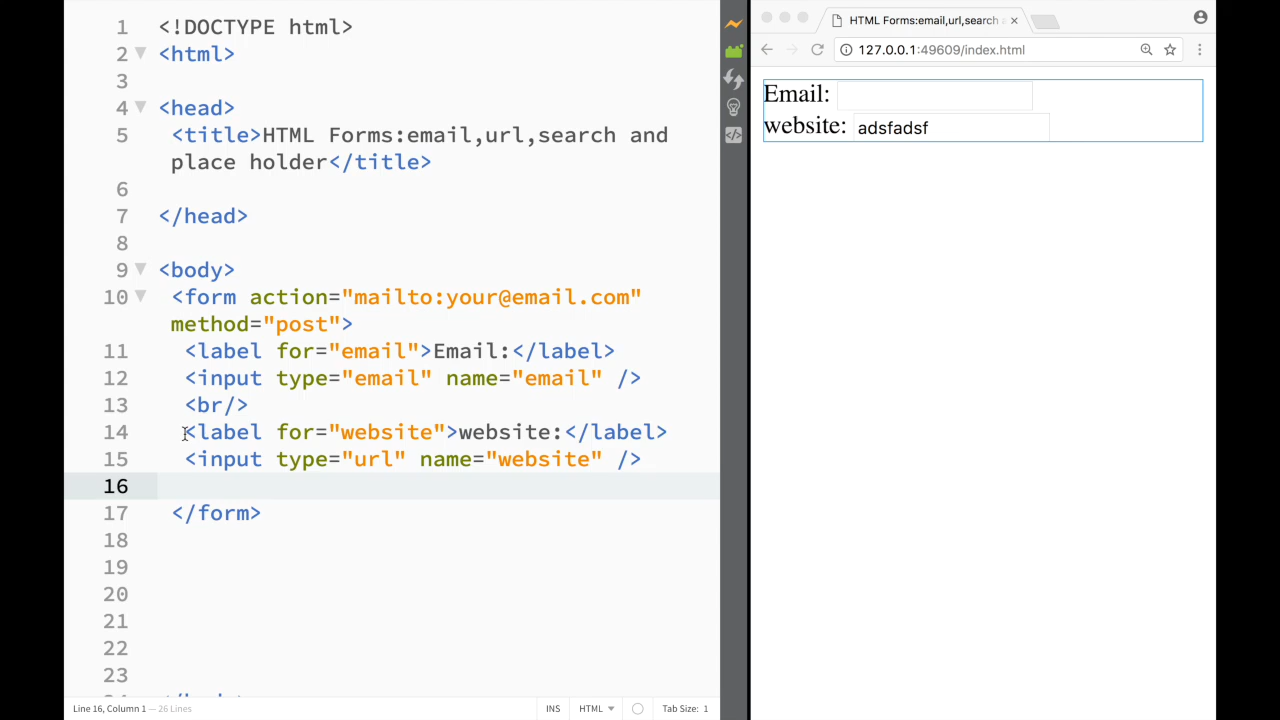 1 <!DOCTYPE html>
2 <html>
3
4 <head>
5 <title>HTML Forms:email,url,search and
place holder</title>
6
7 </head>
8
9 <body>
10 <form action="mailto:your@email.com"
method="post">
11 <label for="email">Email:</label>
12 <input type="email" name="email" />
13 <br/>
14 <label for="website">website:</label>
15 <input type="url" name="website" />
16
17 </form>
18
19
20
21
22
23
Line 16, Column 1 — 26 Lines
INS HTML Tab Size: 1
HTML Forms:email,url,search
127.0.0.1:49609/index.html
Email:
website: adsfadsf